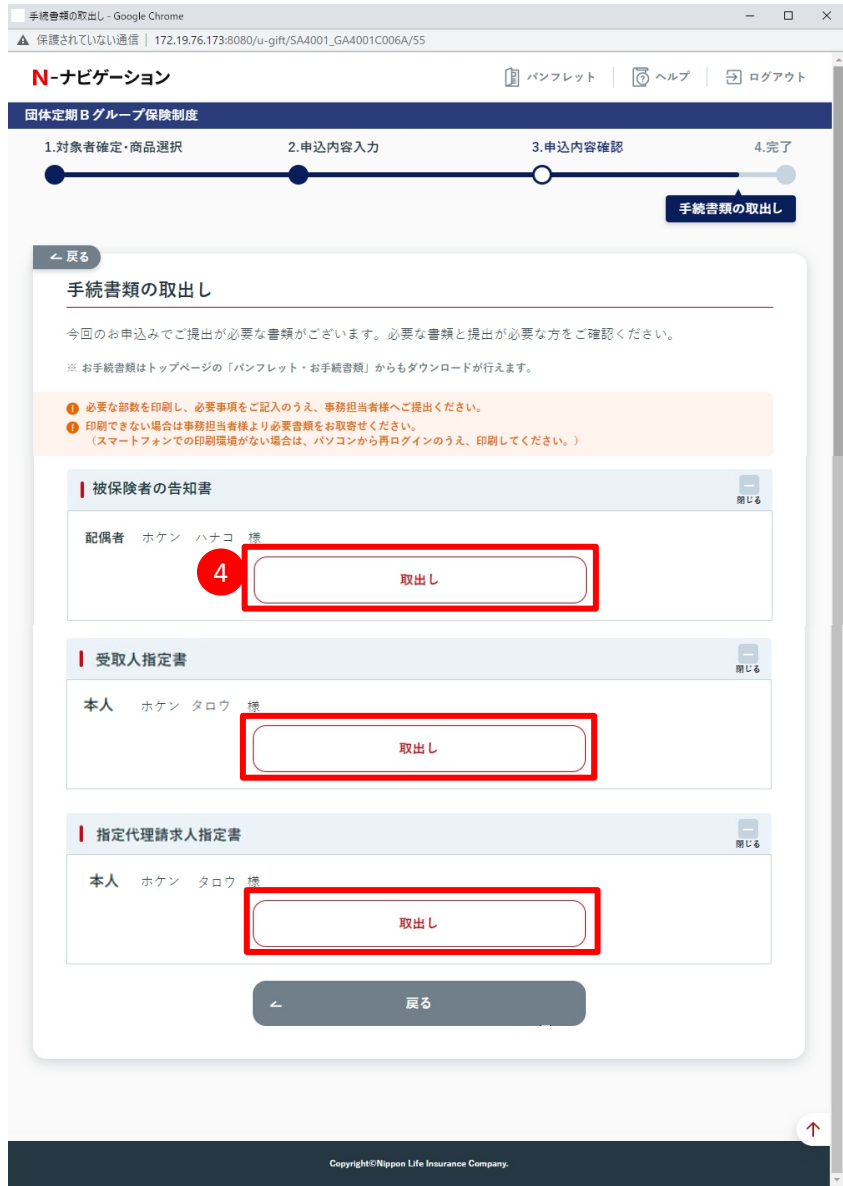 手続書類の取出し - Google Chrome
保護されていない通信 | 172.19.76.173:8080/u-gift/SA4001_GA4001C006A/55
N-ナビゲーション
パンフレット
ヘルプ
ログアウト
団体定期Bグループ保険制度
1.対象者確定・商品選択
2.申込内容入力
3.申込内容確認
4.完了
手続書類の取出し
戻る
手続書類の取出し
今回のお申込みでご提出が必要な書類がございます。必要な書類と提出が必要な方をご確認ください。
※ お手続書類はトップページの「パンフレット・お手続書類」からもダウンロードが行えます。
必要な部数を印刷し、必要事項をご記入のうえ、事務担当者様へご提出ください。
印刷できない場合は事務担当者様より必要書類をお取寄せください。
（スマートフォンでの印刷環境がない場合は、パソコンから再ログインのうえ、印刷してください。）
被保険者の告知書
閉じる
配偶者 ホケン ハナコ 様
4
取出し
受取人指定書
閉じる
本人 ホケン タロウ 様
取出し
指定代理請求人指定書
閉じる
本人 ホケン タロウ 様
取出し
戻る
Copyright©Nippon Life Insurance Company.